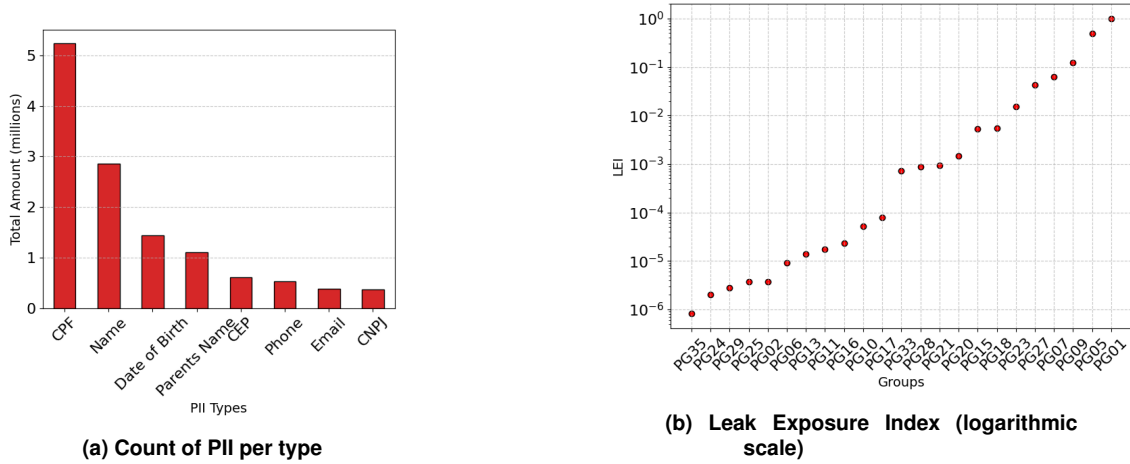 5
4
3
2
1
0
Total Amount (millions)
CPF
Name
Date of Birth
Parents Name
CEP
Phone
Email
CNPJ
PII Types
(a) Count of PII per type
10^0
10^-1
10^-2
10^-3
10^-4
10^-5
10^-6
LEI
PG35
PG24
PG29
PG25
PG02
PG06
PG13
PG11
PG16
PG10
PG17
PG33
PG28
PG21
PG20
PG15
PG18
PG23
PG27
PG07
PG09
PG05
PG01
Groups
(b) Leak Exposure Index (logarithmic
scale)